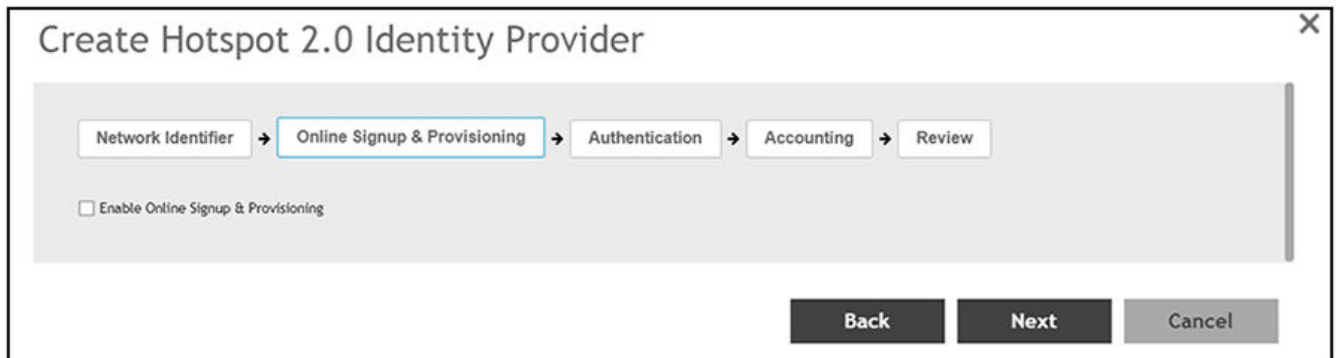 Create Hotspot 2.0 Identity Provider
Network Identifier → Online Signup & Provisioning → Authentication → Accounting → Review
Enable Online Signup & Provisioning
Back Next Cancel